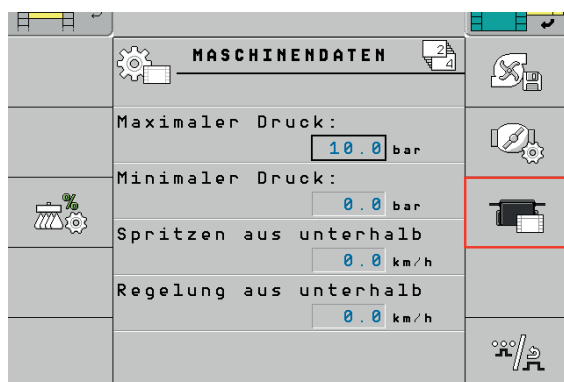 MASCHINENDATEN
2
4
Maximaler Druck:
10.0 bar
Minimaler Druck:
0.0 bar
%
Spritzen aus unterhalb
0.0 km/h
Regelung aus unterhalb
0.0 km/h